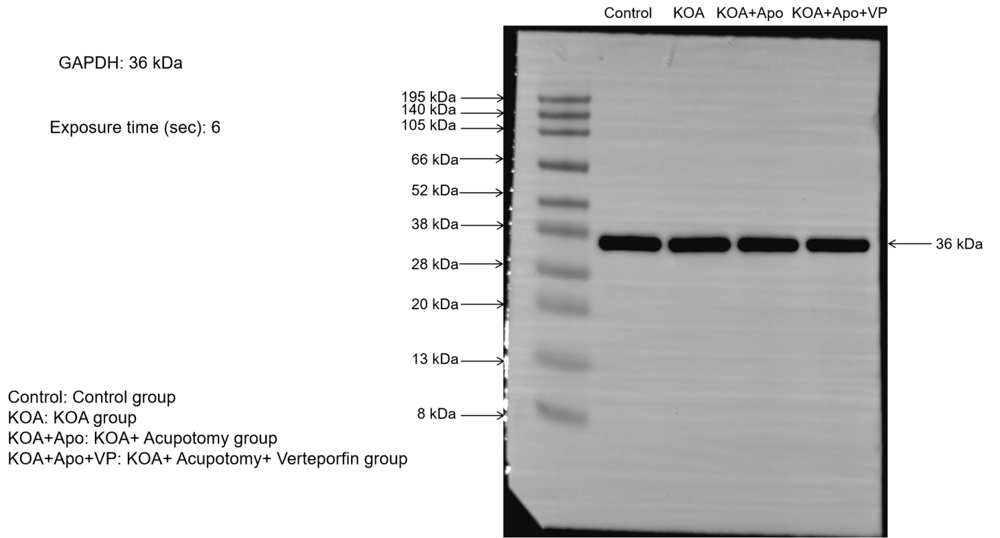 Control KOA KOA+Apo KOA+Apo+VP
GAPDH: 36 kDa
195 kDa
140 kDa
105 kDa
Exposure time (sec): 6
66 kDa
52 kDa
38 kDa
36 kDa
28 kDa
20 kDa
13 kDa
Control: Control group
8 kDa
KOA: KOA group
KOA+Apo: KOA+ Acupotomy group
KOA+Apo+VP: KOA+ Acupotomy+ Verteporfin group